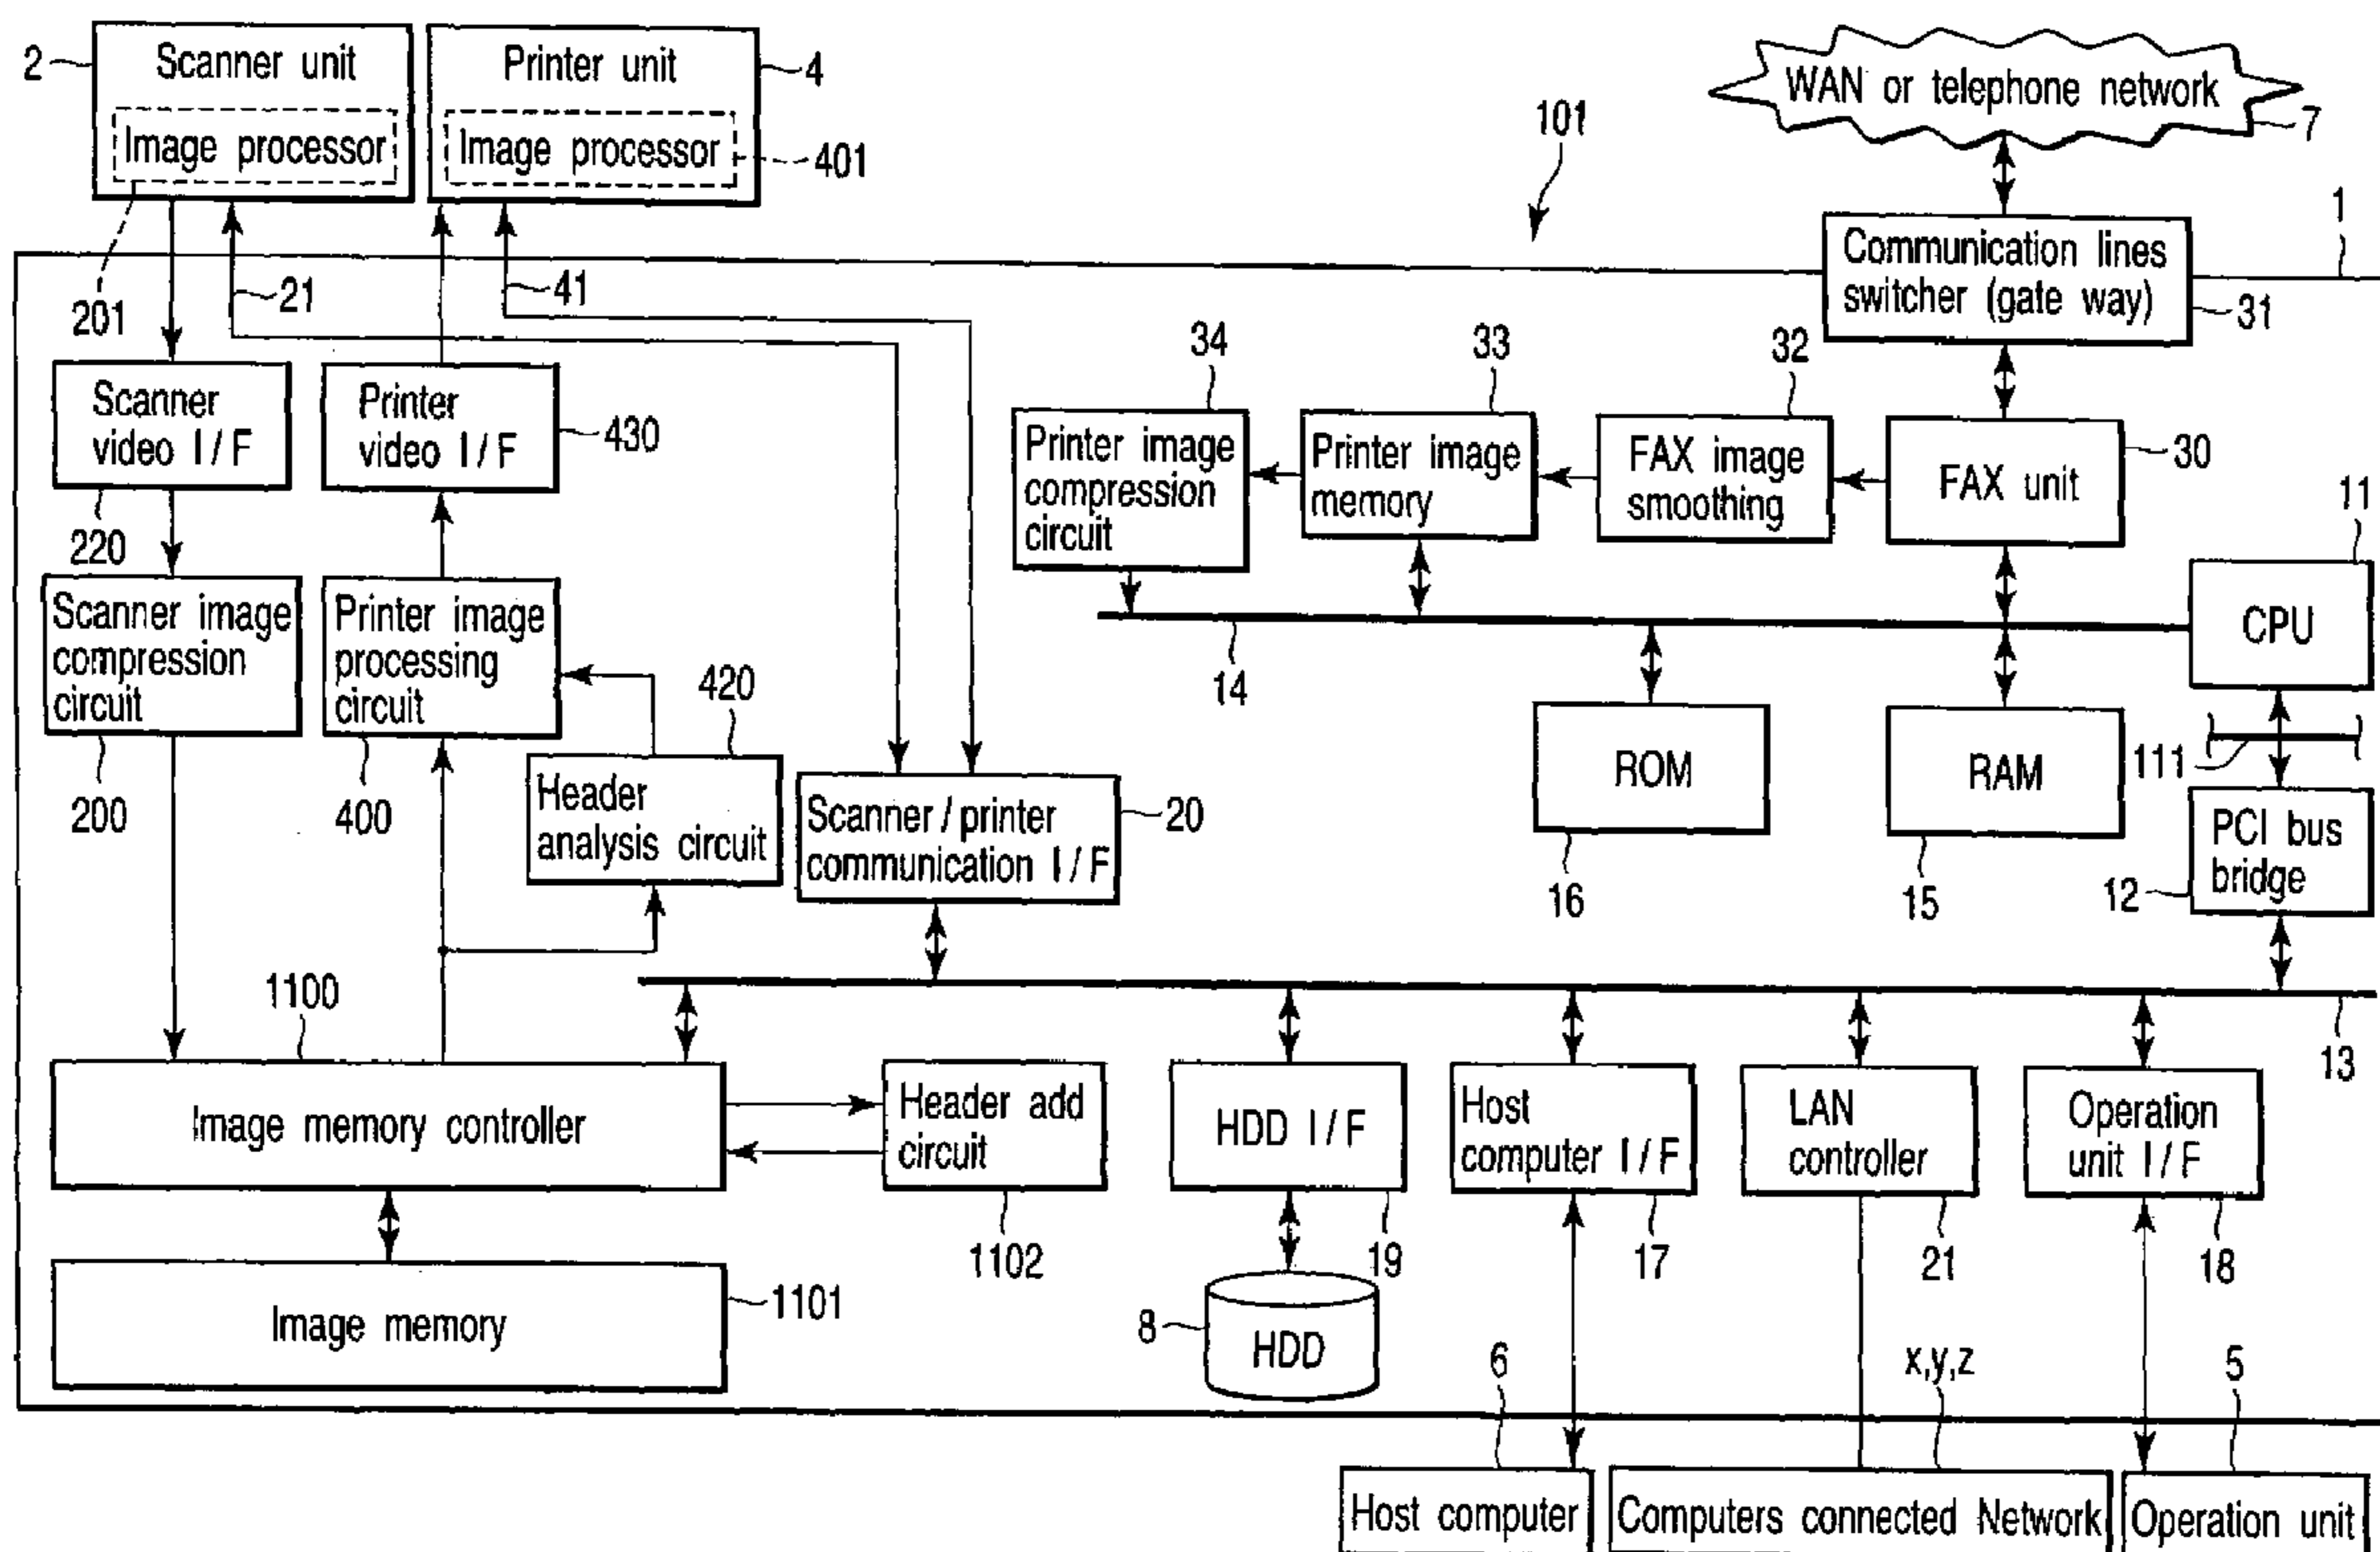 2
Scanner unit
Image processor
201
21
Printer unit
4
Image processor
401
41
101
WAN or telephone network
7
1
Communication lines
switcher (gate way)
31
Scanner
video I/F
220
Printer
video I/F
430
34
Printer image
compression
circuit
33
Printer image
memory
32
FAX image
smoothing
FAX unit
30
11
CPU
Scanner image
compression
circuit
200
Printer image
processing
circuit
400
420
Header
analysis circuit
Scanner/printer
communication I/F
20
14
ROM
16
RAM
15
111
PCI bus
bridge
12
13
1100
Image memory controller
Header add
circuit
1102
HDD I/F
19
Host
computer I/F
17
LAN
controller
21
Operation
unit I/F
18
Image memory
1101
8
HDD
6
x,y,z
5
Host computer
Computers connected Network
Operation unit